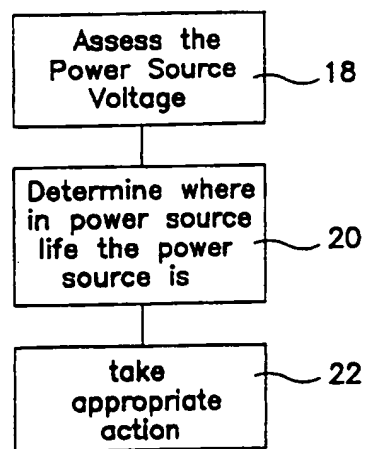 Assess the
Power Source
Voltage
18
Determine where
in power source
life the power
source is
20
take
appropriate
action
22